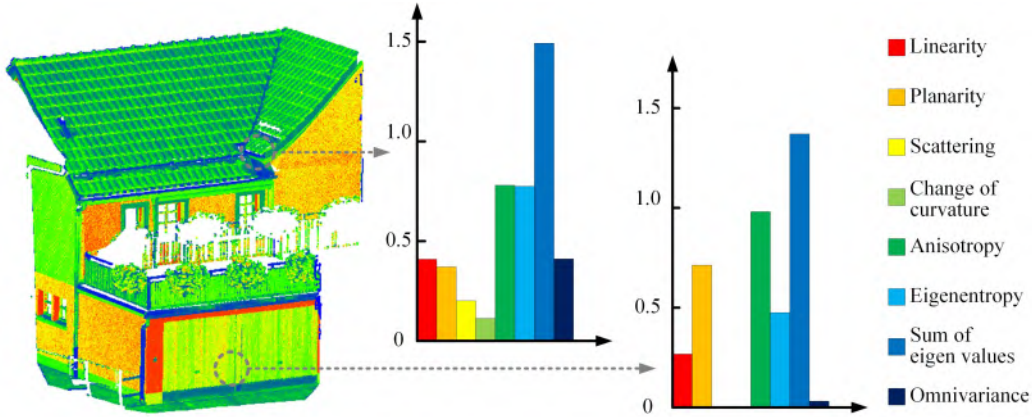 1.5
1.0
0.5
0
1.5
1.0
0.5
0
Linearity
Planarity
Scattering
Change of
curvature
Anisotropy
Eigenentropy
Sum of
eigen values
Omnivariance